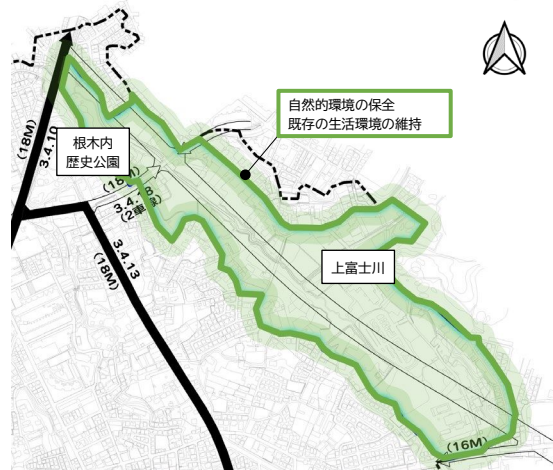 自然的環境の保全
既存の生活環境の維持
根木内
歴史公園
上富士川
(18M)
3.4.10
3.4.13
(18M)
(16M)